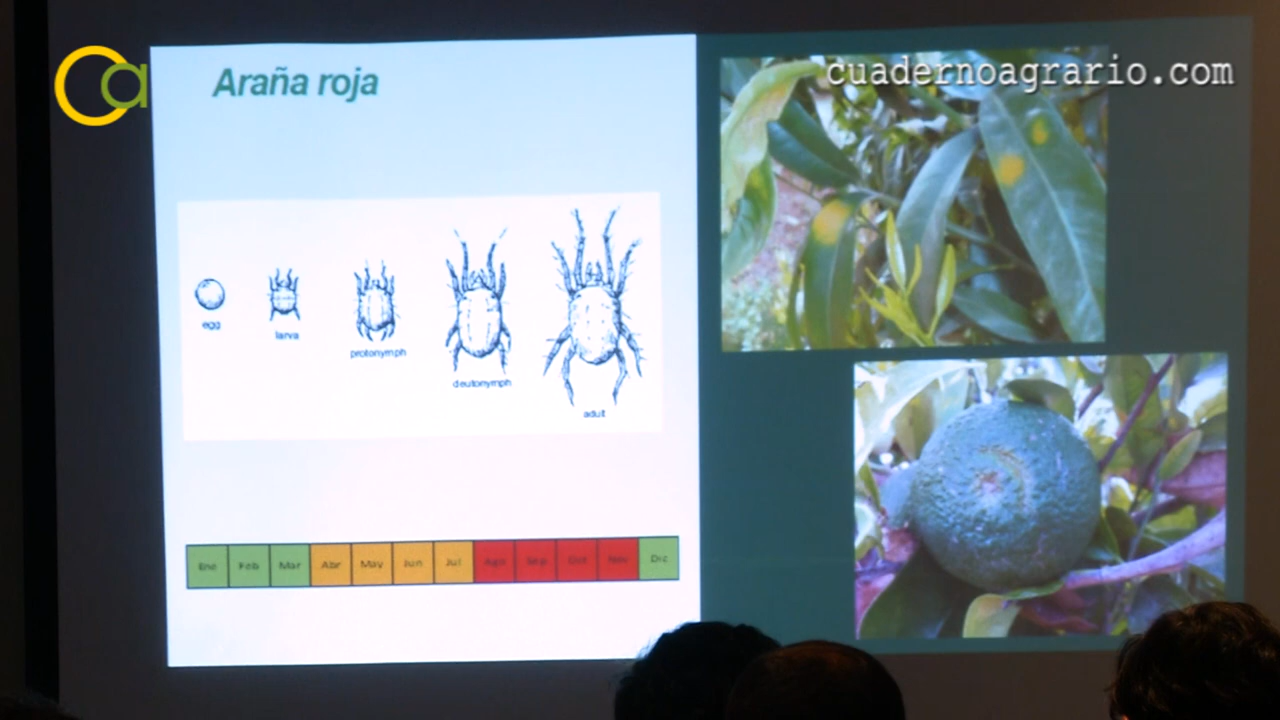 Ca
cuadernoagrario.com
Araña roja
egg
larva
protonymph
deutonymph
adult
Ene Feb Mar Abr May Jun Jul Ago Sep Oct Nov Dic